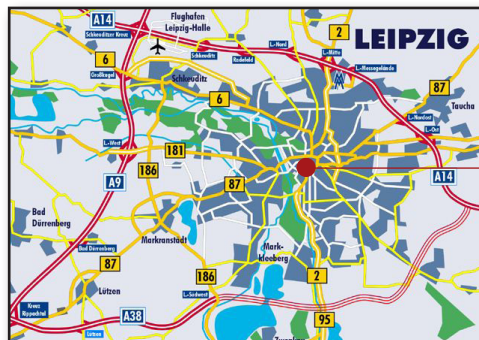 A14
Flughafen
Leipzig-Halle
2
LEIPZIG
Schkeuditzer Kreuz
L.-Nord
L.-Mitte
6
Schkeuditz
Radefeld
L.-Messegelände
Großkugel
Schkeuditz
87
6
Taucha
L.-Nordost
L.-Ost
L.-West
181
186
A9
87
A14
Bad
Dürrenberg
Markranstädt
Mark-
kleeberg
Bad Dürrenberg
87
186
2
Lützen
L.-Südwest
Kreuz
Rippachtal
A38
95
Lützen